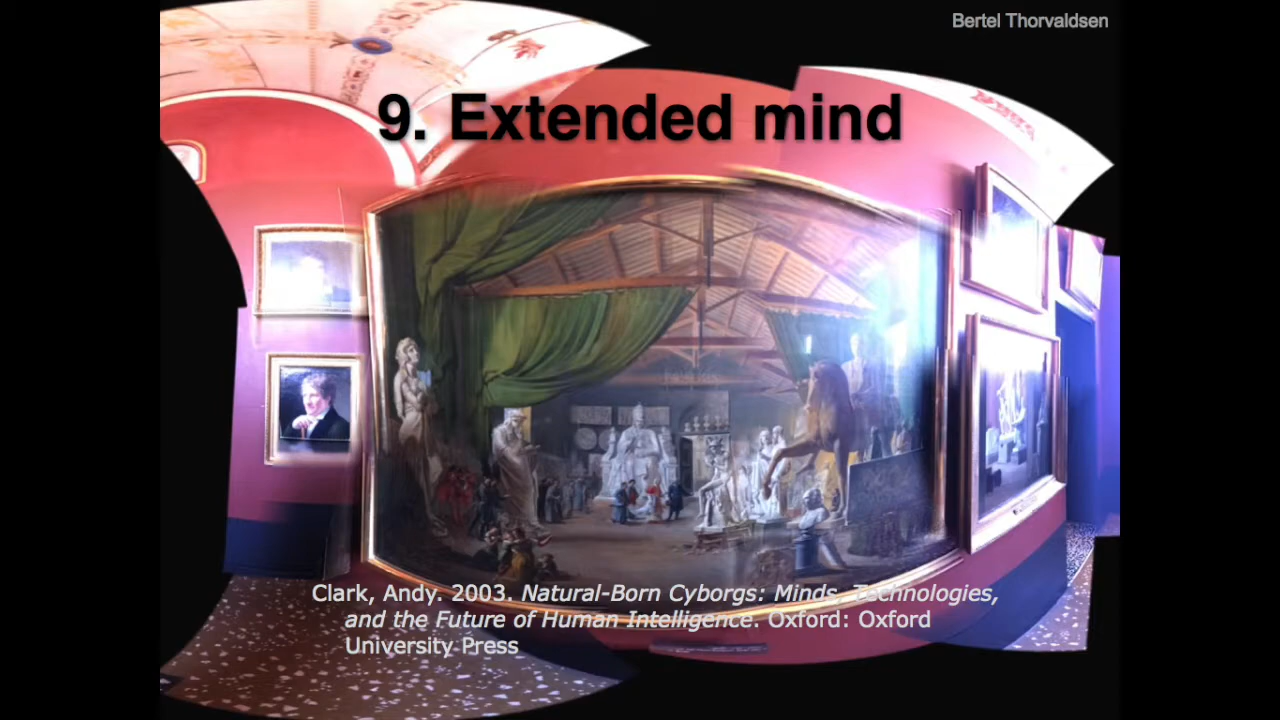 Bertel Thorvaldsen
9. Extended mind
Clark, Andy. 2003. Natural-Born Cyborgs: Minds, Technologies,
and the Future of Human Intelligence. Oxford: Oxford
University Press